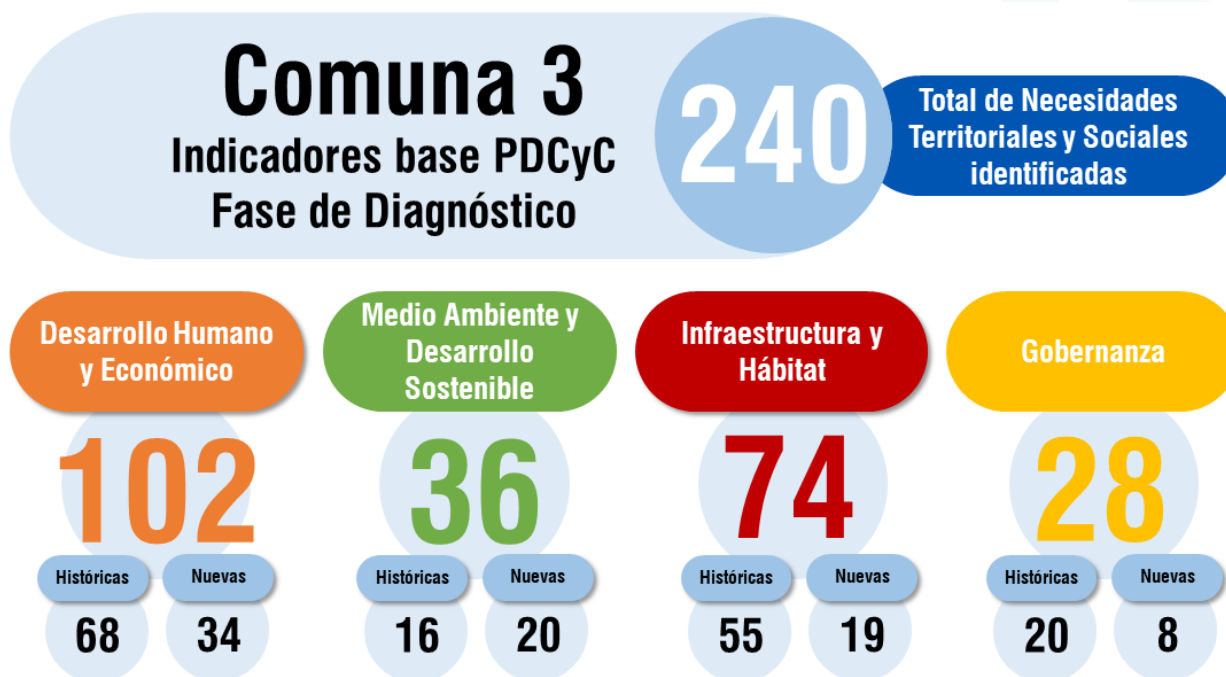 Comuna 3
Indicadores base PDCyC
Fase de Diagnóstico
240
Total de Necesidades
Territoriales y Sociales
identificadas
Desarrollo Humano
y Económico
102
Históricas
Nuevas
68
34
Medio Ambiente y
Desarrollo
Sostenible
36
Históricas
Nuevas
16
20
Infraestructura y
Hábitat
74
Históricas
Nuevas
55
19
Gobernanza
28
Históricas
Nuevas
20
8